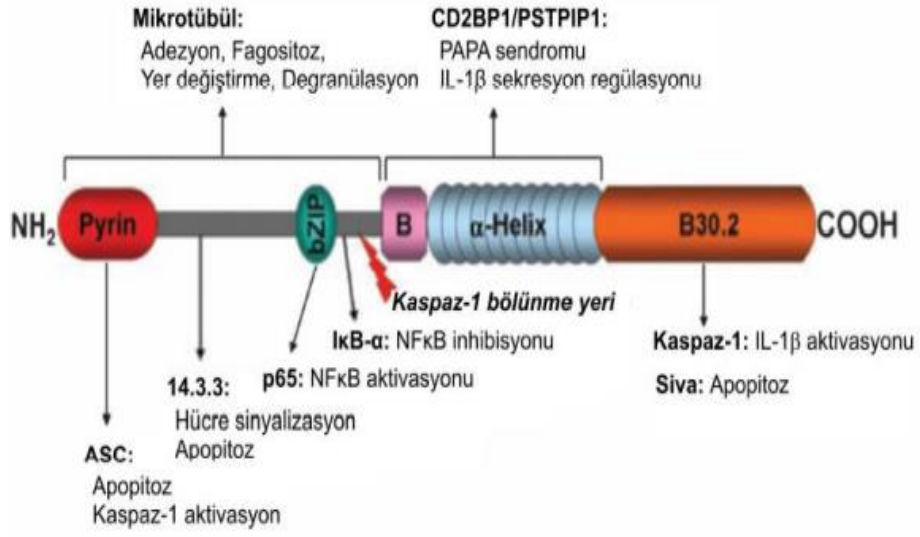 Mikrotübül:
Adezyon, Fagositoz,
Yer değiştirme, Degranülasyon
CD2BP1/PSTPIP1:
PAPA sendromu
IL-1β sekresyon regülasyonu
NH2 Pyrin bZIP B α-Helix B30.2 COOH
Kaspaz-1 bölünme yeri
IκB-α: NFκB inhibisyonu
p65: NFκB aktivasyonu
14.3.3:
Hücre sinyalizasyon
Apopitoz
ASC:
Apopitoz
Kaspaz-1 aktivasyon
Kaspaz-1: IL-1β aktivasyonu
Siva: Apopitoz